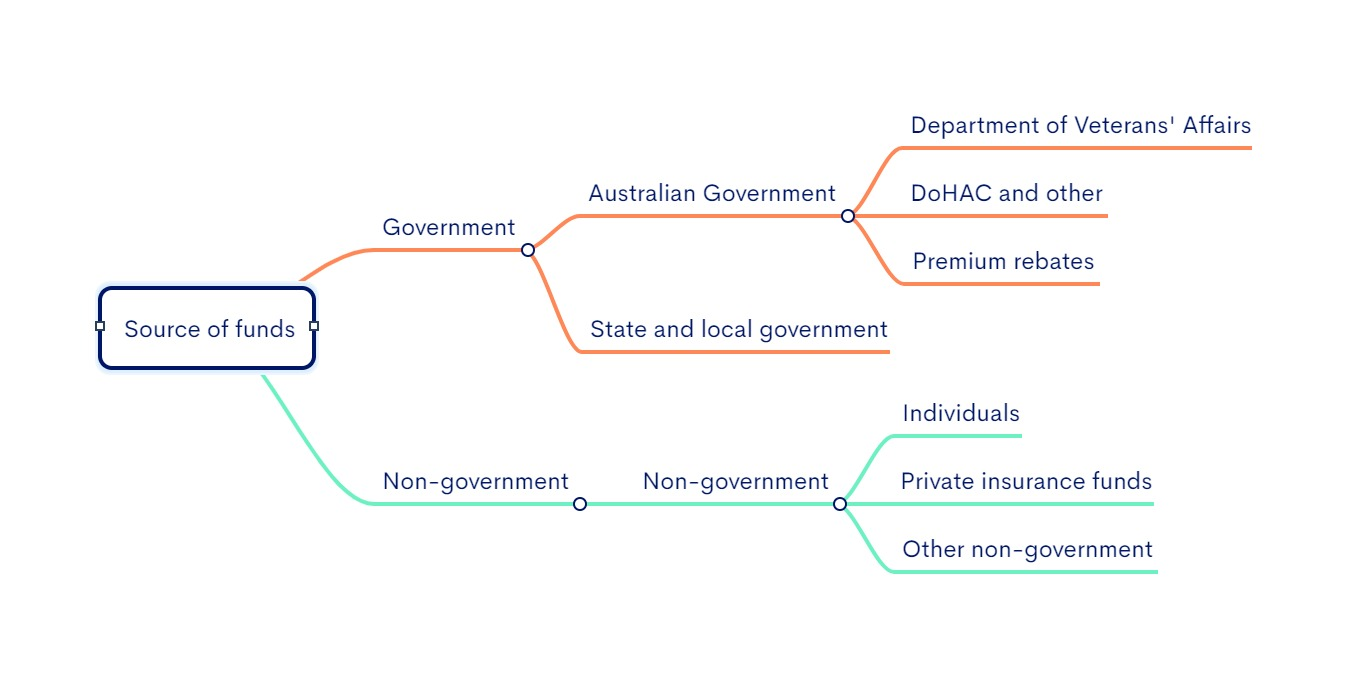 Source of funds
Government
Australian Government
Department of Veterans' Affairs
DoHAC and other
Premium rebates
State and local government
Non-government
Non-government
Individuals
Private insurance funds
Other non-government